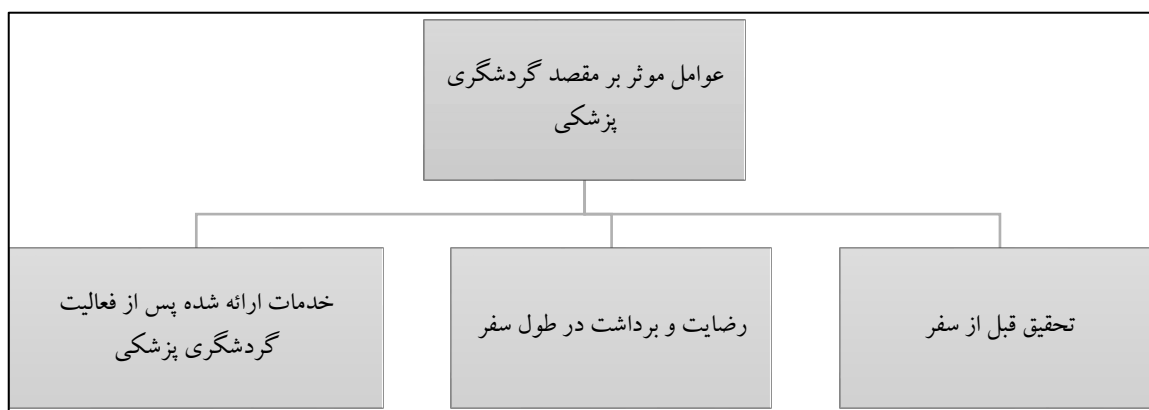 عوامل موثر بر مقصد گردشگری
پزشکی
تحقیق قبل از سفر
رضایت و برداشت در طول سفر
خدمات ارائه شده پس از فعالیت
گردشگری پزشکی